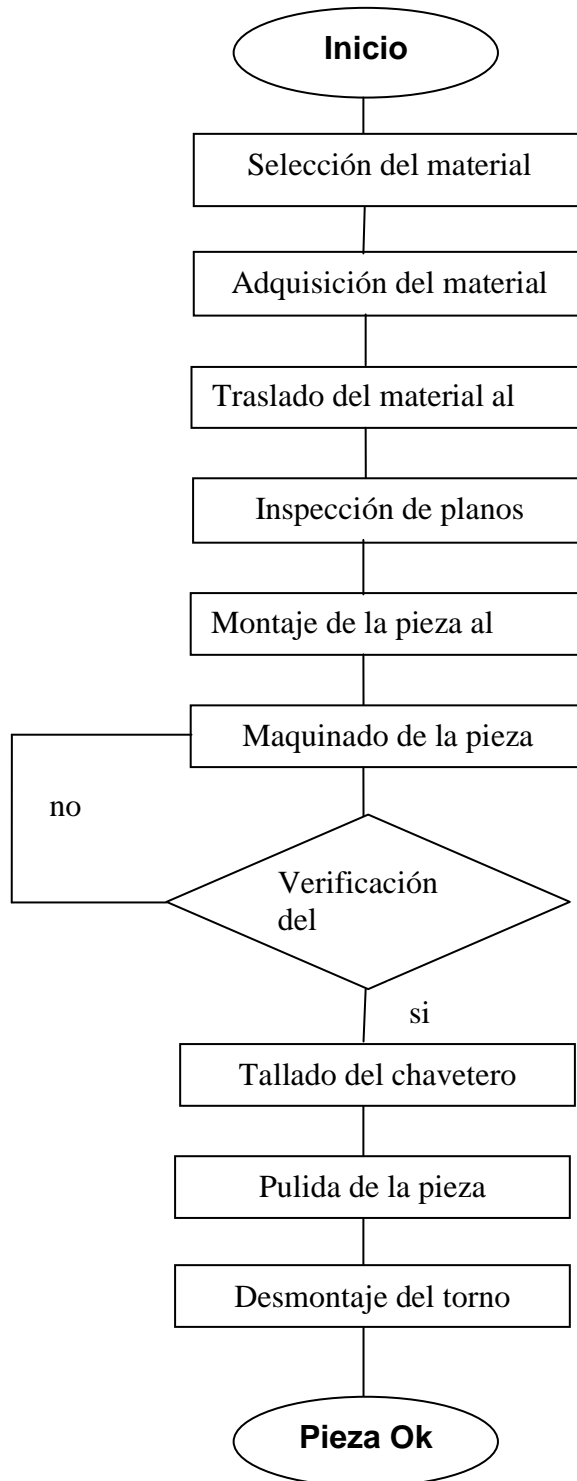 Inicio
Selección del material
Adquisición del material
Traslado del material al
Inspección de planos
Montaje de la pieza al
Maquinado de la pieza
no
Verificación
del
si
Tallado del chavetero
Pulida de la pieza
Desmontaje del torno
Pieza Ok